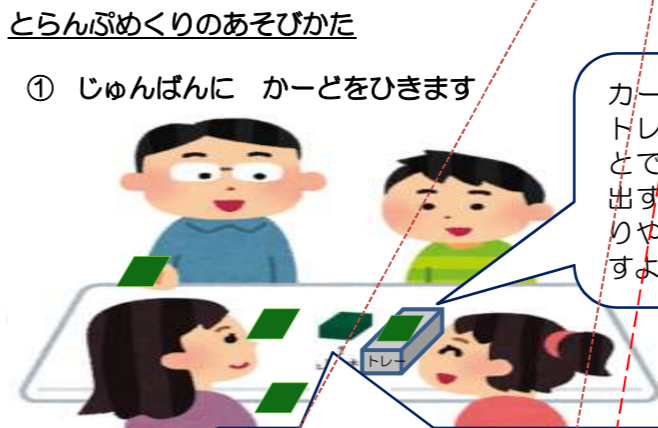 とらんぷめくりのあそびかた
① じゅんばんに かーどをひきます
カー
トレ
とで
出す
りや
すよ
トレー